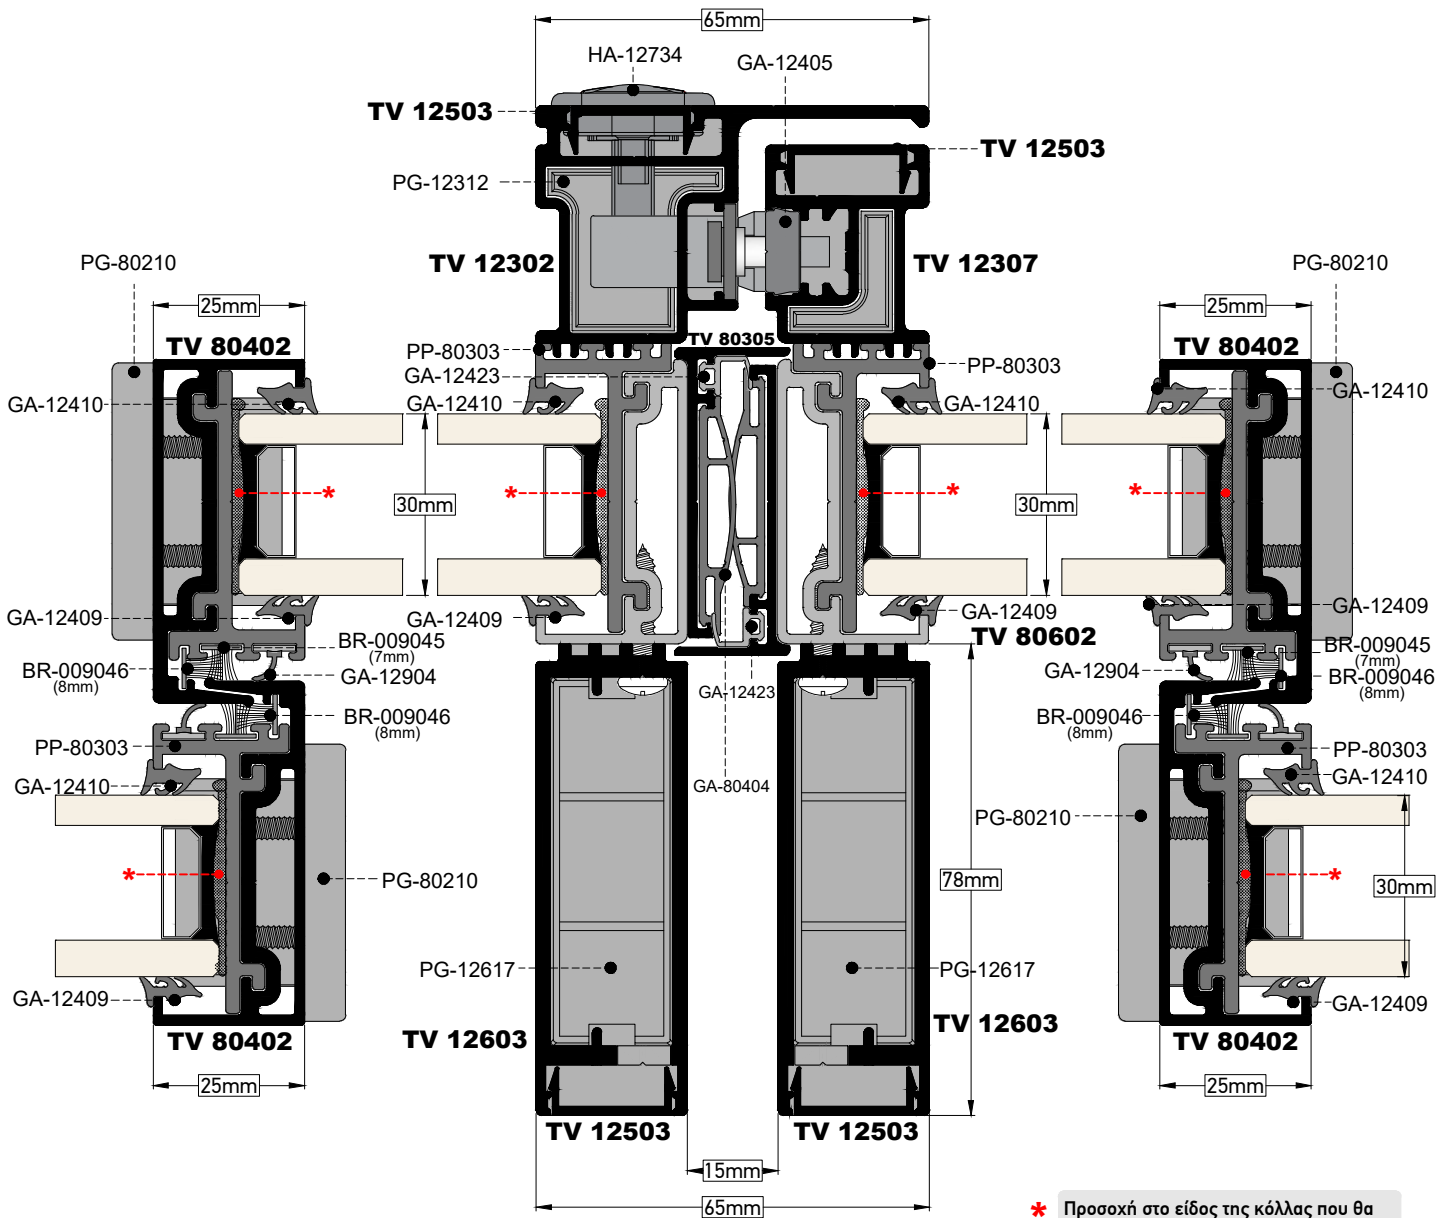 65mm
HA-12734
GA-12405
TV 12503
TV 12503
PG-12312
PG-80210
TV 12302
TV 12307
PG-80210
25mm
25mm
TV 80402
TV 80305
TV 80402
PP-80303
PP-80303
GA-12423
GA-12410
GA-12410
GA-12410
GA-12410
*
*
*
*
30mm
30mm
GA-12409
GA-12409
GA-12409
GA-12409
TV 80602
BR-009045
(7mm)
BR-009045
(7mm)
BR-009046
(8mm)
GA-12904
GA-12904
BR-009046
(8mm)
GA-12423
BR-009046
(8mm)
BR-009046
(8mm)
PP-80303
PP-80303
GA-12410
GA-80404
GA-12410
PG-80210
*
PG-80210
78mm
*
30mm
PG-12617
PG-12617
GA-12409
GA-12409
TV 80402
TV 12603
TV 12603
TV 80402
25mm
25mm
TV 12503
TV 12503
15mm
65mm
* Προσοχή στο είδος της κόλλας που θα